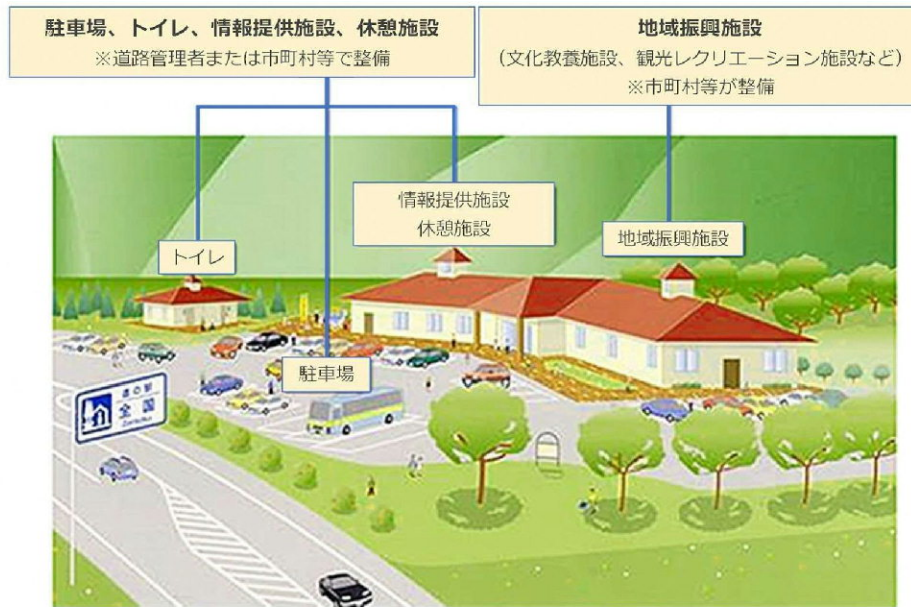 駐車場、トイレ、情報提供施設、休憩施設
※道路管理者または市町村等で整備
地域振興施設
(文化教養施設、観光レクリエーション施設など)
※市町村等が整備
情報提供施設
休憩施設
地域振興施設
トイレ
駐車場
道の駅
全国